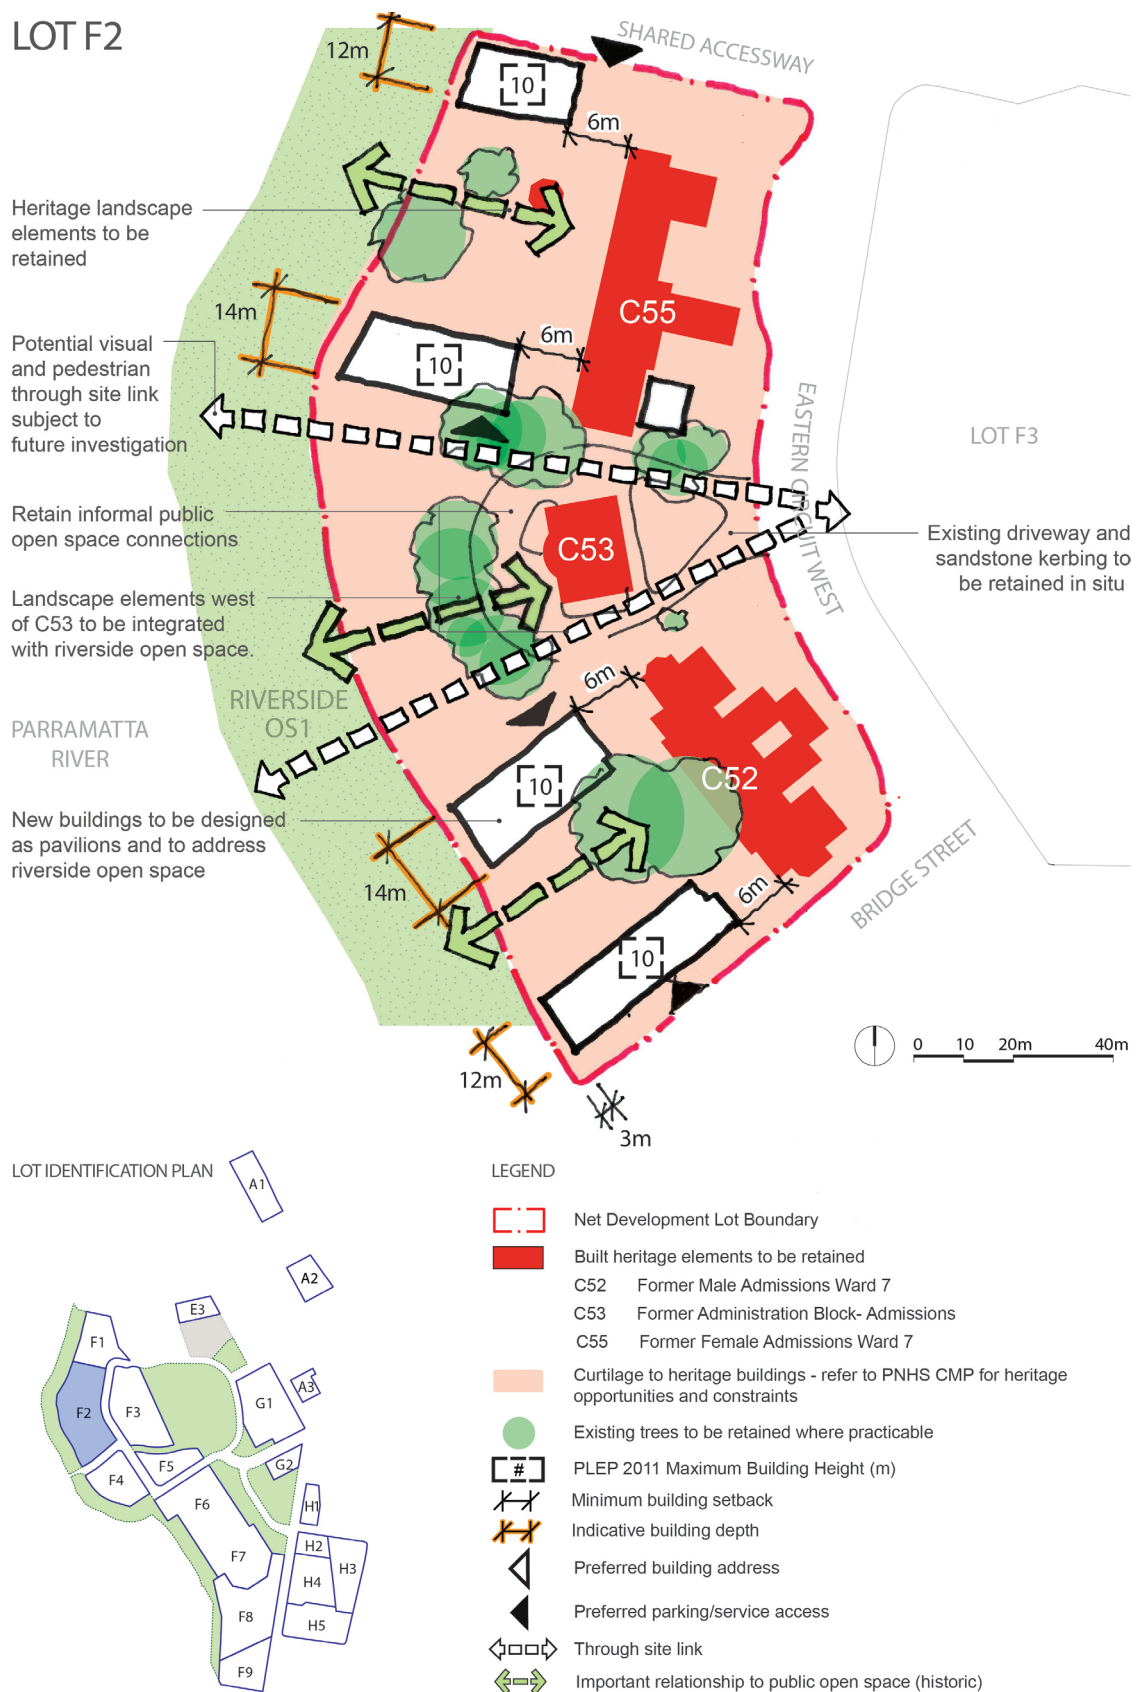 LOT F2
SHARED ACCESSWAY
12m
10
6m
Heritage landscape
elements to be
retained
14m
C55
6m
10
Potential visual
and pedestrian
through site link
subject to
future investigation
EASTERN CIRCUIT WEST
LOT F3
Retain informal public
open space connections
C53
Existing driveway and
sandstone kerbing to
be retained in situ
Landscape elements west
of C53 to be integrated
with riverside open space.
6m
RIVERSIDE
OS1
PARRAMATTA
RIVER
10
C52
New buildings to be designed
as pavilions and to address
riverside open space
14m
6m
BRIDGE STREET
10
0 10 20m 40m
12m
3m
LOT IDENTIFICATION PLAN
A1
A2
E3
F1
A3
F2
F3
G1
F4
F5
G2
F6
H1
F7
H2
H3
H4
F8
H5
F9
LEGEND
Net Development Lot Boundary
Built heritage elements to be retained
C52 Former Male Admissions Ward 7
C53 Former Administration Block- Admissions
C55 Former Female Admissions Ward 7
Curtilage to heritage buildings - refer to PNHS CMP for heritage
opportunities and constraints
Existing trees to be retained where practicable
# PLEP 2011 Maximum Building Height (m)
Minimum building setback
Indicative building depth
Preferred building address
Preferred parking/service access
Through site link
Important relationship to public open space (historic)